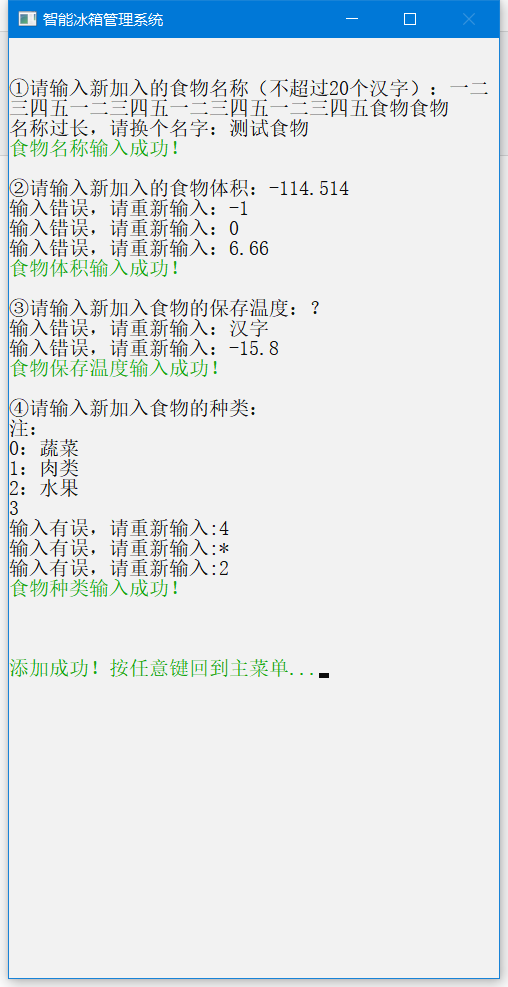 智能冰箱管理系统
①请输入新加入的食物名称（不超过20个汉字）：一二
三四五一二三四五一二三四五一二三四五食物食物
名称过长，请换个名字：测试食物
食物名称输入成功！
②请输入新加入的食物体积：-114.514
输入错误，请重新输入：-1
输入错误，请重新输入：0
输入错误，请重新输入：6.66
食物体积输入成功！
③请输入新加入食物的保存温度：？
输入错误，请重新输入：汉字
输入错误，请重新输入：-15.8
食物保存温度输入成功！
④请输入新加入食物的种类：
注：
0：蔬菜
1：肉类
2：水果
3
输入有误，请重新输入:4
输入有误，请重新输入:*
输入有误，请重新输入:2
食物种类输入成功！
添加成功！按任意键回到主菜单...